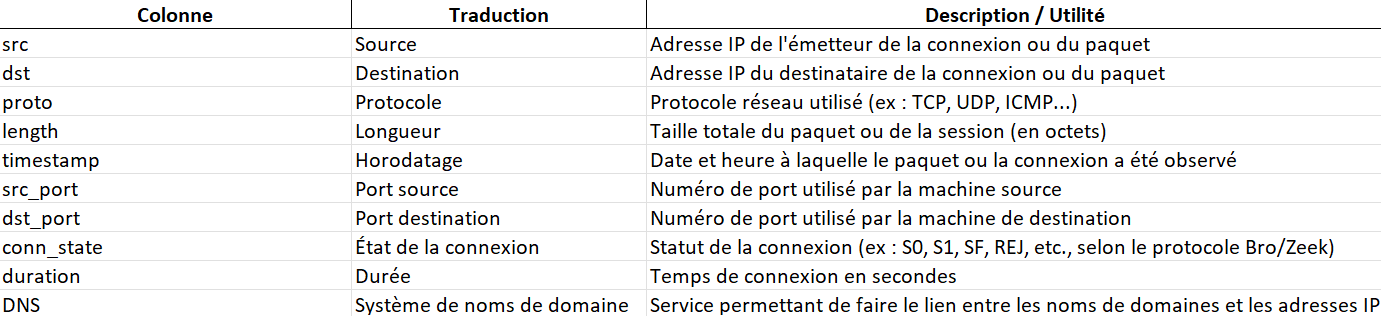 Colonne Traduction Description / Utilité
src Source Adresse IP de l'émetteur de la connexion ou du paquet
dst Destination Adresse IP du destinataire de la connexion ou du paquet
proto Protocole Protocole réseau utilisé (ex : TCP, UDP, ICMP...)
length Longueur Taille totale du paquet ou de la session (en octets)
timestamp Horodatage Date et heure à laquelle le paquet ou la connexion a été observé
src_port Port source Numéro de port utilisé par la machine source
dst_port Port destination Numéro de port utilisé par la machine de destination
conn_state État de la connexion Statut de la connexion (ex : S0, S1, SF, REJ, etc., selon le protocole Bro/Zeek)
duration Durée Temps de connexion en secondes
DNS Système de noms de domaine Service permettant de faire le lien entre les noms de domaines et les adresses IP